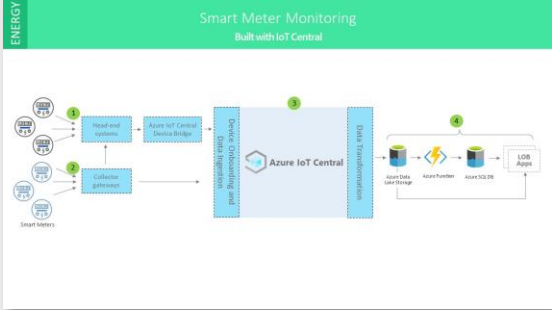 ENERGY
Smart Meter Monitoring
Built with IoT Central
1
Head-end
systems
Azure IoT Central
Device Bridge
2
Collector
gateways
Smart Meters
3
Device Onboarding and
Data Ingestion
Azure IoT Central
Data Transformation
4
Azure Data
Lake Storage
Azure Function
Azure SQL DB
LOB
Apps